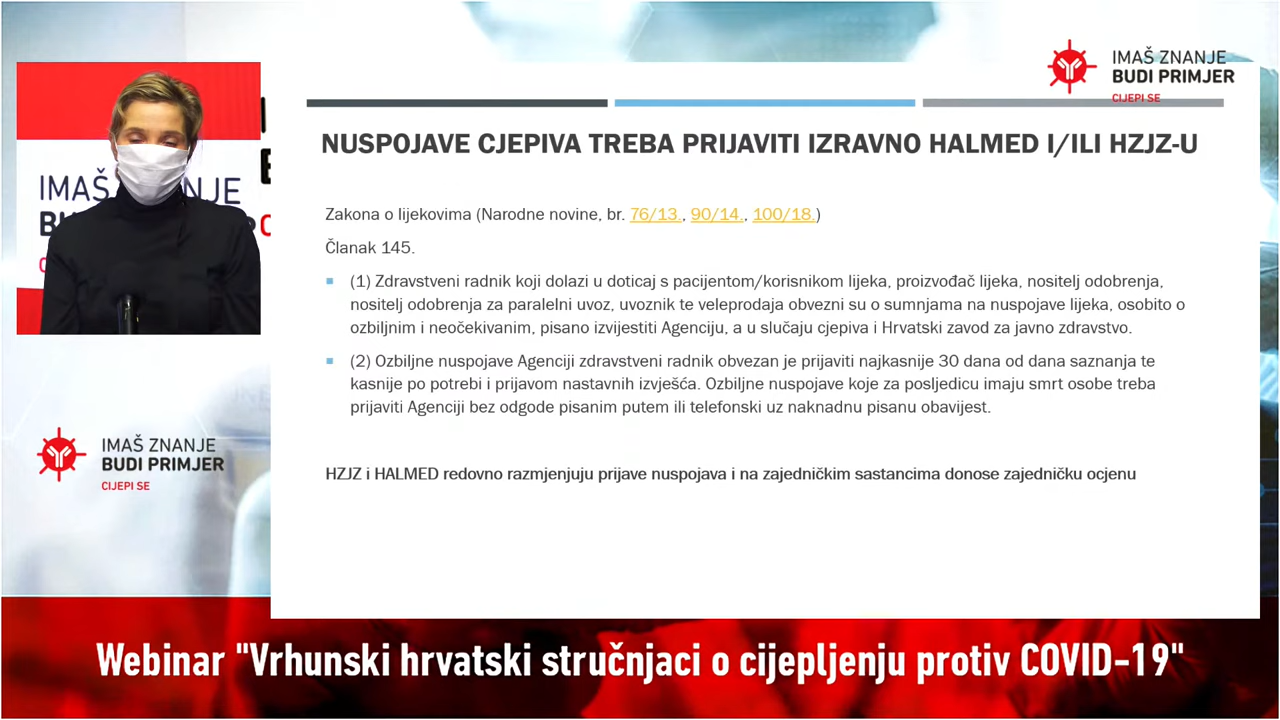 IMAŠ ZNANJE
BUDI PRIMJER
CIJEPI SE
NUSPOJAVE CJEPIVA TREBA PRIJAVITI IZRAVNO HALMED I/ILI HZJZ-U
Zakona o lijekovima (Narodne novine, br. 76/13., 90/14., 100/18.)
Članak 145.
(1) Zdravstveni radnik koji dolazi u doticaj s pacijentom/korisnikom lijeka, proizvođač lijeka, nositelj odobrenja,
nositelj odobrenja za paralelni uvoz, uvoznik te veleprodaja obvezni su o sumnjama na nuspojave lijeka, osobito o
ozbiljnim i neočekivanim, pisano izvijestiti Agenciju, a u slučaju cjepiva i Hrvatski zavod za javno zdravstvo.
(2) Ozbiljne nuspojave Agenciji zdravstveni radnik obvezan je prijaviti najkasnije 30 dana od dana saznanja te
kasnije po potrebi i prijavom nastavnih izvješća. Ozbiljne nuspojave koje za posljedicu imaju smrt osobe treba
prijaviti Agenciji bez odgode pisanim putem ili telefonski uz naknadnu pisanu obavijest.
HZJZ i HALMED redovno razmjenjuju prijave nuspojava i na zajedničkim sastancima donose zajedničku ocjenu
IMAŠ NJE
IMAŠ ZNANJE
BUDI PRIMJER
CIJEPI SE
Webinar "Vrhunski hrvatski stručnjaci o cijepljenju protiv COVID-19"